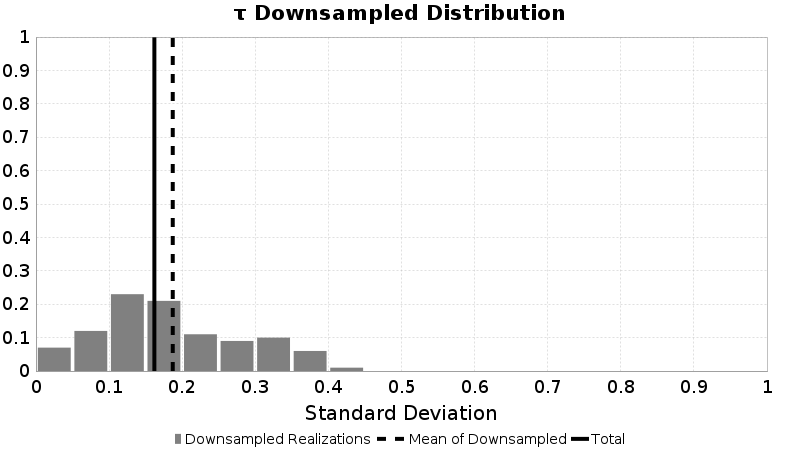 τ Downsampled Distribution
1
0.9
0.8
0.7
0.6
0.5
0.4
0.3
0.2
0.1
0
0 0.1 0.2 0.3 0.4 0.5 0.6 0.7 0.8 0.9 1
Standard Deviation
Downsampled Realizations Mean of Downsampled Total